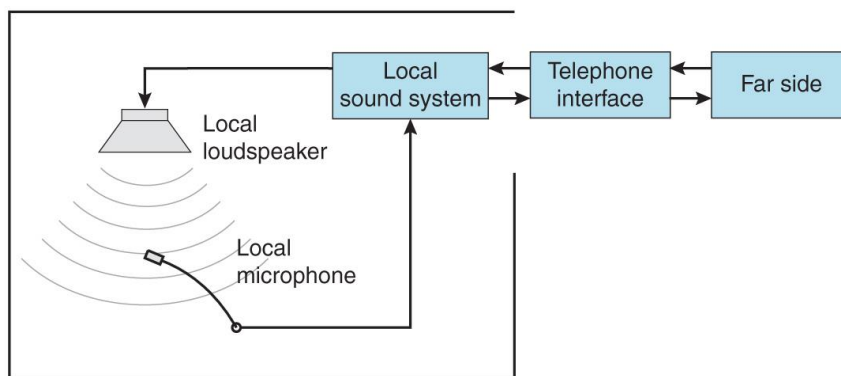 Local
sound system
Telephone
interface
Far side
Local
loudspeaker
Local
microphone